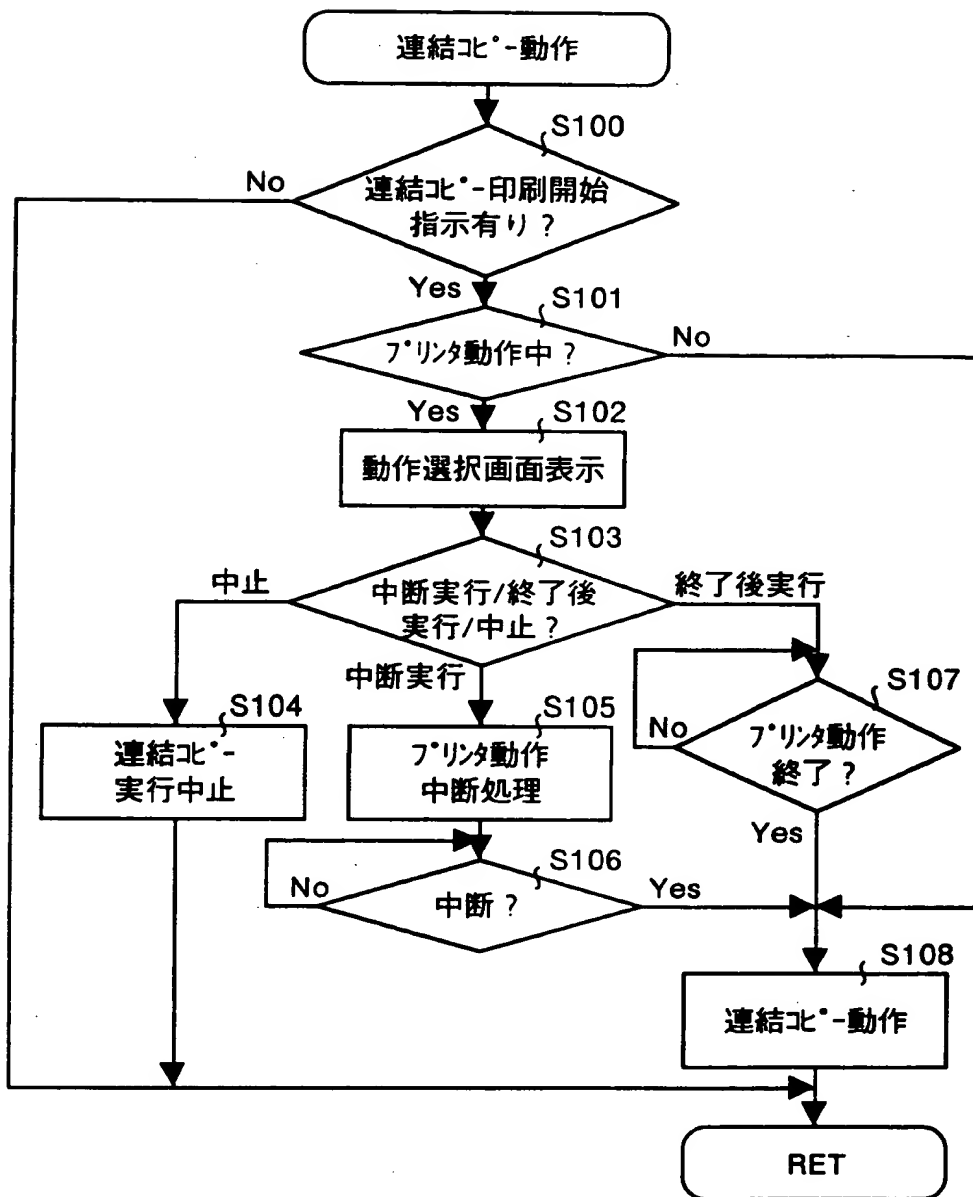 連結ｺﾋﾟｰ動作
S100
No
連結ｺﾋﾟｰ印刷開始
指示有り？
Yes
S101
ﾌﾟﾘﾝﾀ動作中？
No
Yes
S102
動作選択画面表示
S103
中止
中断実行/終了後
実行/中止？
終了後実行
中断実行
S104
連結ｺﾋﾟｰ
実行中止
S105
ﾌﾟﾘﾝﾀ動作
中断処理
S107
No
ﾌﾟﾘﾝﾀ動作
終了？
Yes
S106
No
中断？
Yes
S108
連結ｺﾋﾟｰ動作
RET